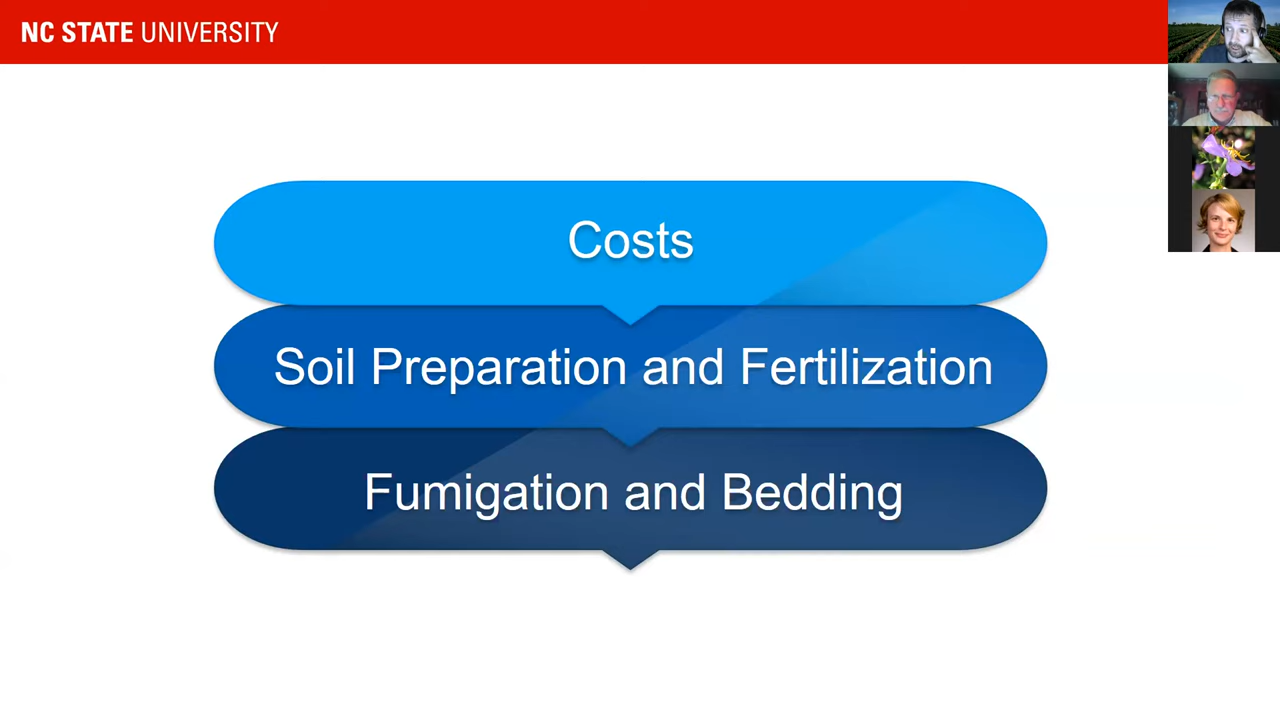 NC STATE UNIVERSITY
Costs
Soil Preparation and Fertilization
Fumigation and Bedding